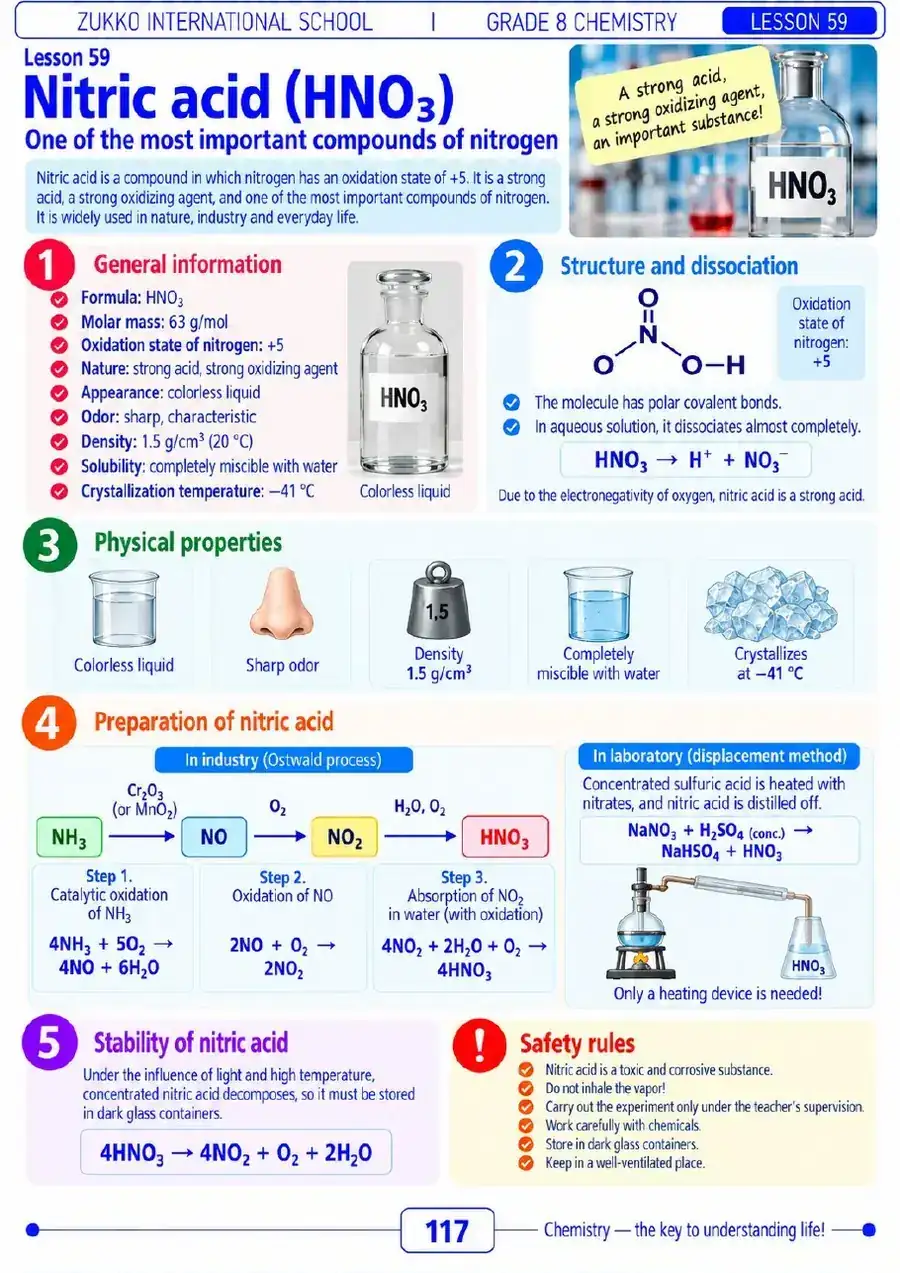 ZUKKO INTERNATIONAL SCHOOL | GRADE 8 CHEMISTRY LESSON 59
Lesson 59
Nitric acid (HNO₃)
One of the most important compounds of nitrogen
Nitric acid is a compound in which nitrogen has an oxidation state of +5. It is a strong
acid, a strong oxidizing agent, and one of the most important compounds of nitrogen.
It is widely used in nature, industry and everyday life.
A strong acid,
a strong oxidizing agent,
an important substance!
HNO₃
1 General information
Formula: HNO₃
Molar mass: 63 g/mol
Oxidation state of nitrogen: +5
Nature: strong acid, strong oxidizing agent
Appearance: colorless liquid
Odor: sharp, characteristic
Density: 1.5 g/cm³ (20 °C)
Solubility: completely miscible with water
Crystallization temperature: −41 °C
HNO₃
Colorless liquid
2 Structure and dissociation
O
N
O O−H
Oxidation
state of
nitrogen:
+5
The molecule has polar covalent bonds.
In aqueous solution, it dissociates almost completely.
HNO₃ → H⁺ + NO₃⁻
Due to the electronegativity of oxygen, nitric acid is a strong acid.
3 Physical properties
Colorless liquid
Sharp odor
1,5
Density
1.5 g/cm³
Completely
miscible with water
Crystallizes
at −41 °C
4 Preparation of nitric acid
In industry (Ostwald process)
Cr₂O₃
(or MnO₂)
O₂
H₂O, O₂
NH₃ → NO → NO₂ → HNO₃
Step 1.
Catalytic oxidation
of NH₃
4NH₃ + 5O₂ →
4NO + 6H₂O
Step 2.
Oxidation of NO
2NO + O₂ →
2NO₂
Step 3.
Absorption of NO₂
in water (with oxidation)
4NO₂ + 2H₂O + O₂ →
4HNO₃
In laboratory (displacement method)
Concentrated sulfuric acid is heated with
nitrates, and nitric acid is distilled off.
NaNO₃ + H₂SO₄ (conc.) →
NaHSO₄ + HNO₃
HNO₃
Only a heating device is needed!
5 Stability of nitric acid
Under the influence of light and high temperature,
concentrated nitric acid decomposes, so it must be stored
in dark glass containers.
4HNO₃ → 4NO₂ + O₂ + 2H₂O
! Safety rules
Nitric acid is a toxic and corrosive substance.
Do not inhale the vapor!
Carry out the experiment only under the teacher's supervision.
Work carefully with chemicals.
Store in dark glass containers.
Keep in a well-ventilated place.
117
Chemistry — the key to understanding life!